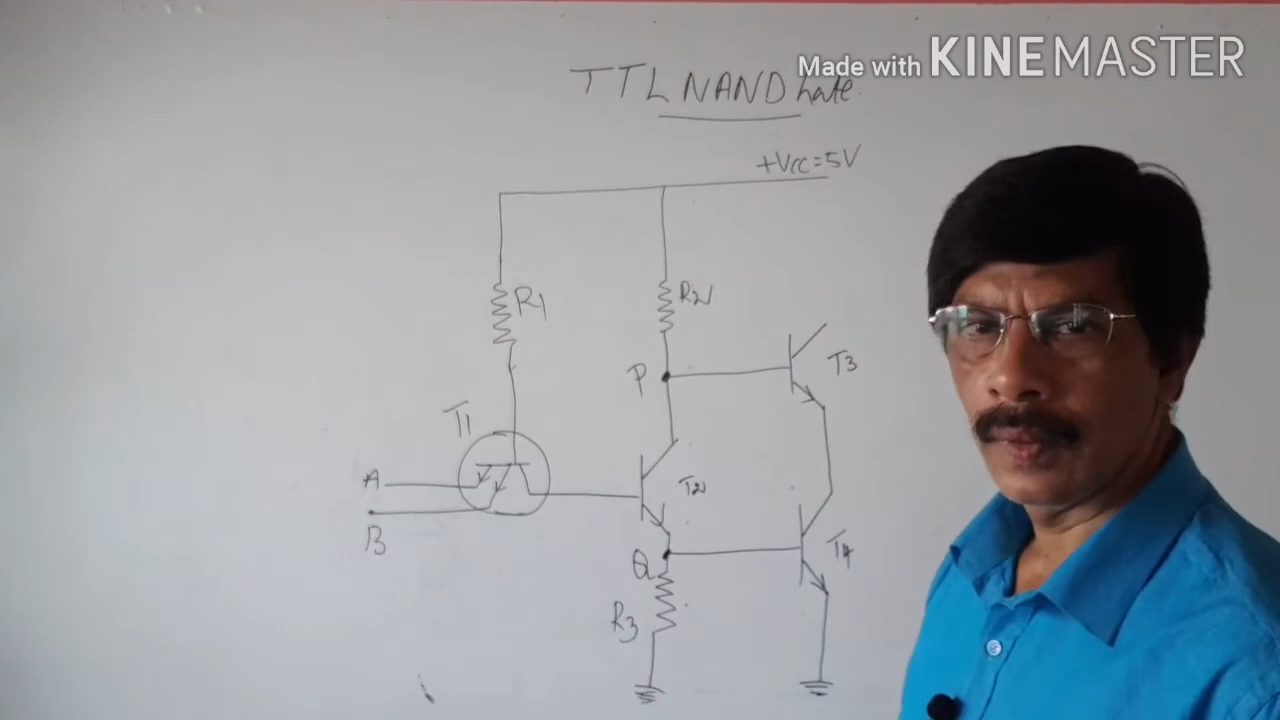 Made with KINEMASTER
TTL NAND Gate.
+VCC=5V
R1
R2
P
T3
T1
A
T2
B
Q
T4
R3